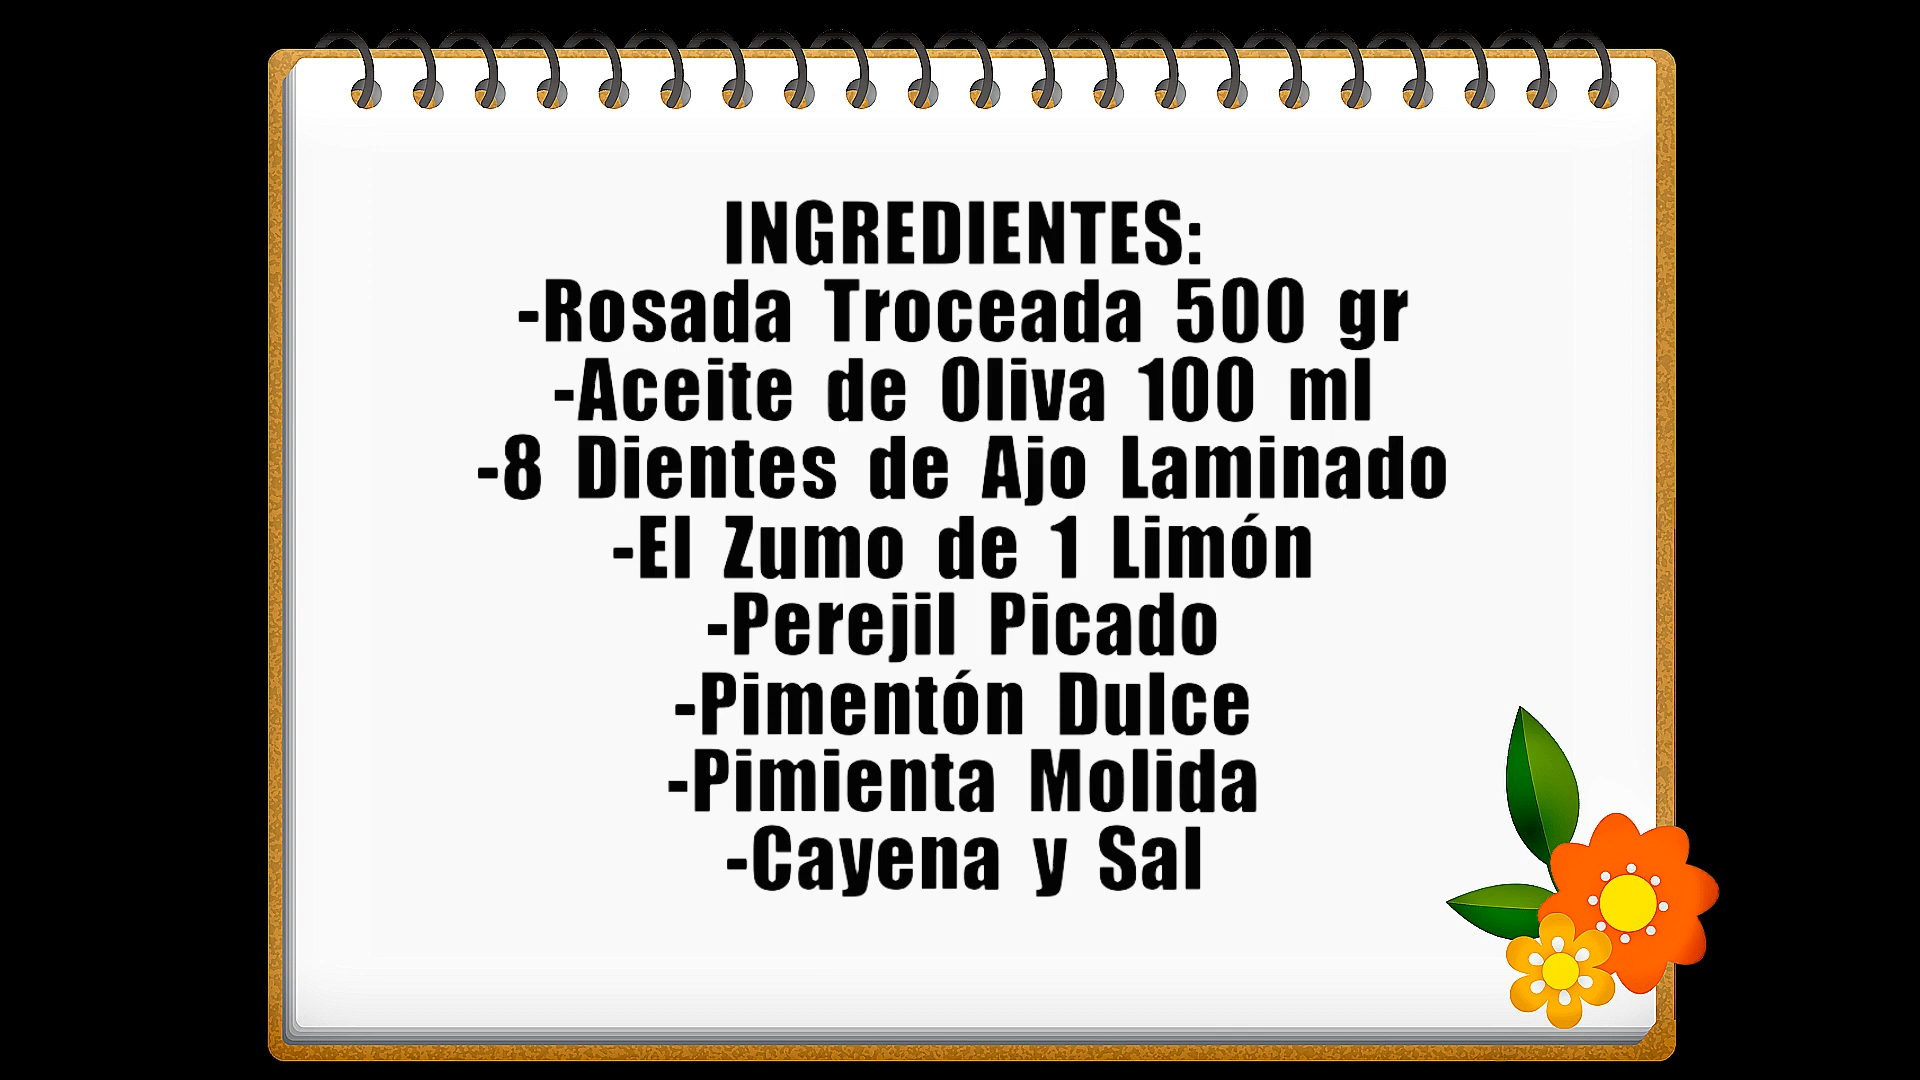 INGREDIENTES:
-Rosada Troceada 500 gr
-Aceite de Oliva 100 ml
-8 Dientes de Ajo Laminado
-El Zumo de 1 Limón
-Perejil Picado
-Pimentón Dulce
-Pimienta Molida
-Cayena y Sal